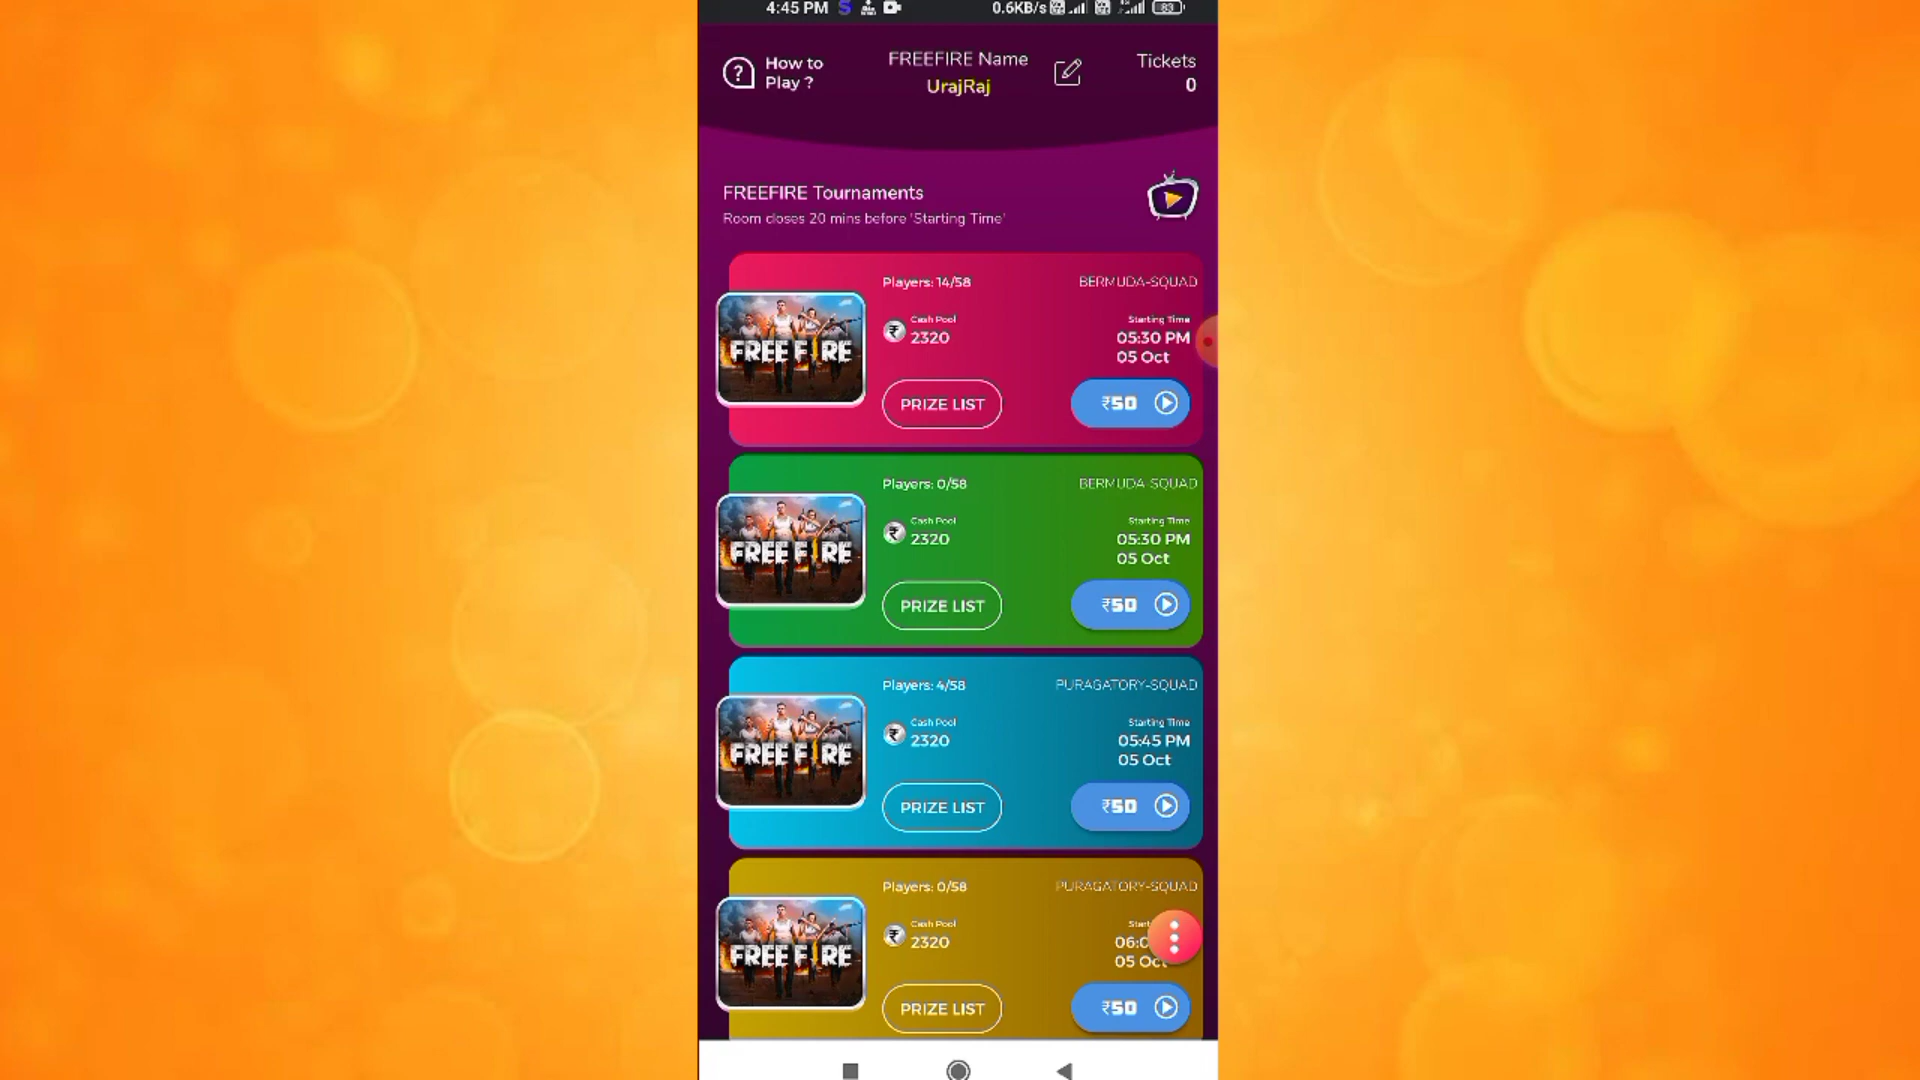 4:45 PM
0.6KB/s
83
How to
Play ?
FREEFIRE Name
UrajRaj
Tickets
0
FREEFIRE Tournaments
Room closes 20 mins before 'Starting Time'
Players: 14/58
BERMUDA-SQUAD
FREE FIRE
Cash Pool
2320
Starting Time
05:30 PM
05 Oct
PRIZE LIST
₹50
Players: 0/58
BERMUDA-SQUAD
FREE FIRE
Cash Pool
2320
Starting Time
05:30 PM
05 Oct
PRIZE LIST
₹50
Players: 4/58
PURAGATORY-SQUAD
FREE FIRE
Cash Pool
2320
Starting Time
05:45 PM
05 Oct
PRIZE LIST
₹50
Players: 0/58
PURAGATORY-SQUAD
FREE FIRE
Cash Pool
2320
05 Oct
PRIZE LIST
₹50